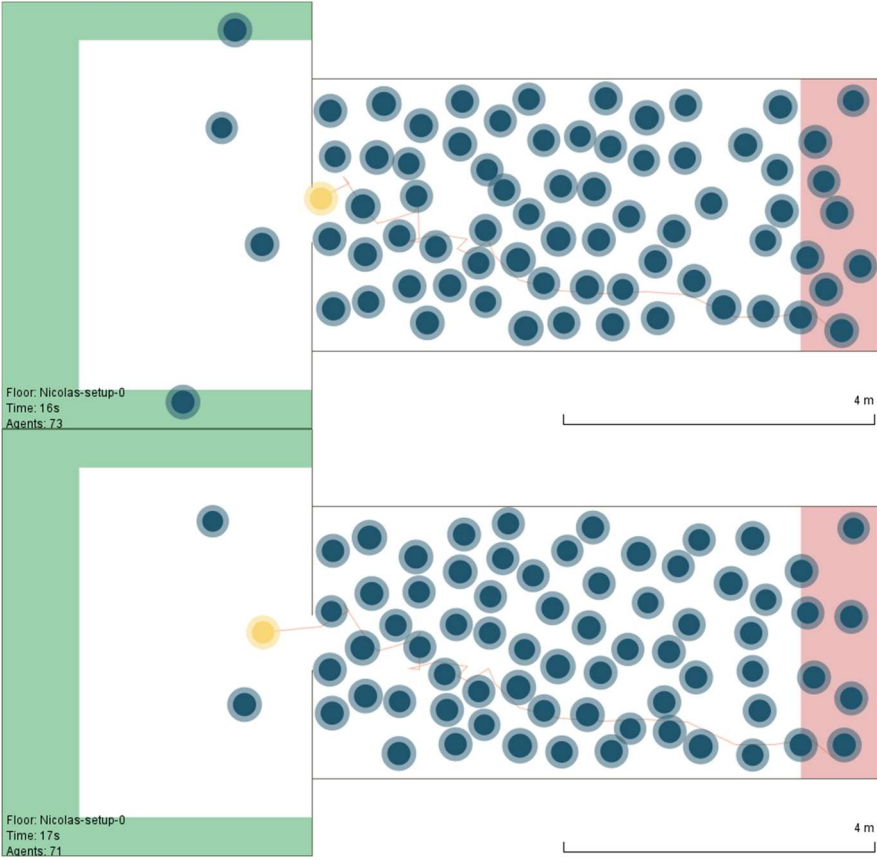 Floor: Nicolas-setup-0
Time: 16s
Agents: 73
4 m
Floor: Nicolas-setup-0
Time: 17s
Agents: 71
4 m